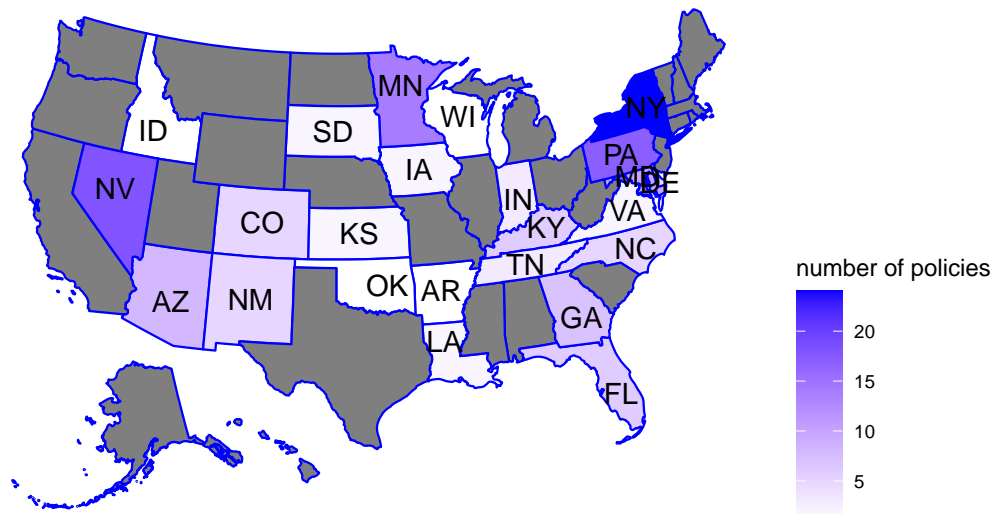 MN
NY
ID
SD
WI
PA
IA
MD
DE
NV
IN
VA
CO
KS
KY
NC
TN
AZ
NM
OK
AR
GA
LA
FL
number of policies
20
15
10
5